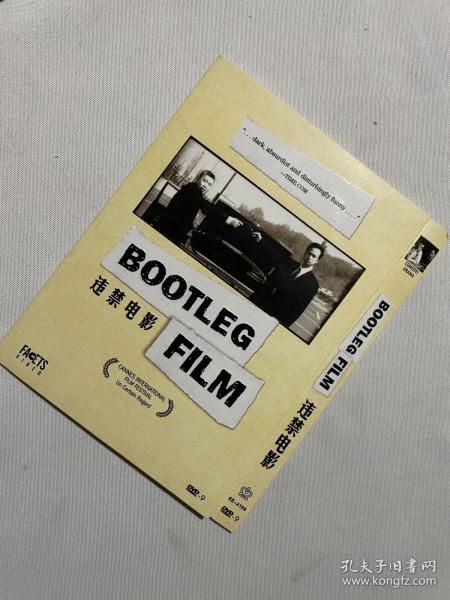 "... dark, absurdist and disturbingly funny ...."
—TIME.COM
BOOTLEG
FILM
违禁电影
CANNES INTERNATIONAL
FILM FESTIVAL
Un Certain Regard
FACETS
VIDEO
DVD-9
BOOTLEG FILM
违禁电影
DVD-9
孔夫子旧书网
www.kongfz.com